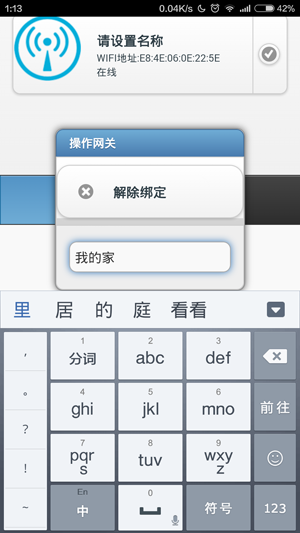 1:13 0.04K/s 42%
请设置名称
WIFI地址:E8:4E:06:0E:22:5E
在线
操作网关
解除绑定
我的家
里 居 的 庭 看看
， 1 分词 2 abc 3 def
。 4 ghi 5 jkl 6 mno 前往
? 7 pqrs 8 tuv 9 wxyz
!
~ En 中 0 符号 123